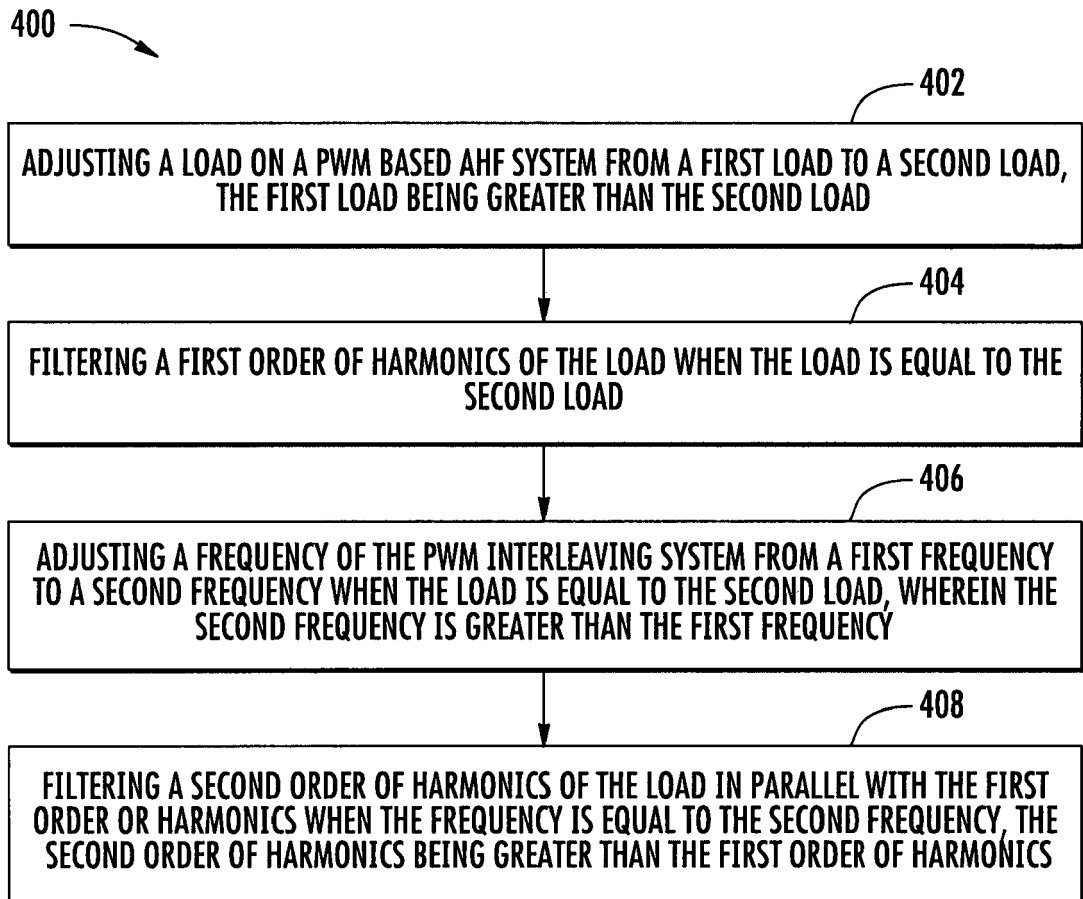 400
402
ADJUSTING A LOAD ON A PWM BASED AHF SYSTEM FROM A FIRST LOAD TO A SECOND LOAD,
THE FIRST LOAD BEING GREATER THAN THE SECOND LOAD
404
FILTERING A FIRST ORDER OF HARMONICS OF THE LOAD WHEN THE LOAD IS EQUAL TO THE
SECOND LOAD
406
ADJUSTING A FREQUENCY OF THE PWM INTERLEAVING SYSTEM FROM A FIRST FREQUENCY
TO A SECOND FREQUENCY WHEN THE LOAD IS EQUAL TO THE SECOND LOAD, WHEREIN THE
SECOND FREQUENCY IS GREATER THAN THE FIRST FREQUENCY
408
FILTERING A SECOND ORDER OF HARMONICS OF THE LOAD IN PARALLEL WITH THE FIRST
ORDER OR HARMONICS WHEN THE FREQUENCY IS EQUAL TO THE SECOND FREQUENCY, THE
SECOND ORDER OF HARMONICS BEING GREATER THAN THE FIRST ORDER OF HARMONICS